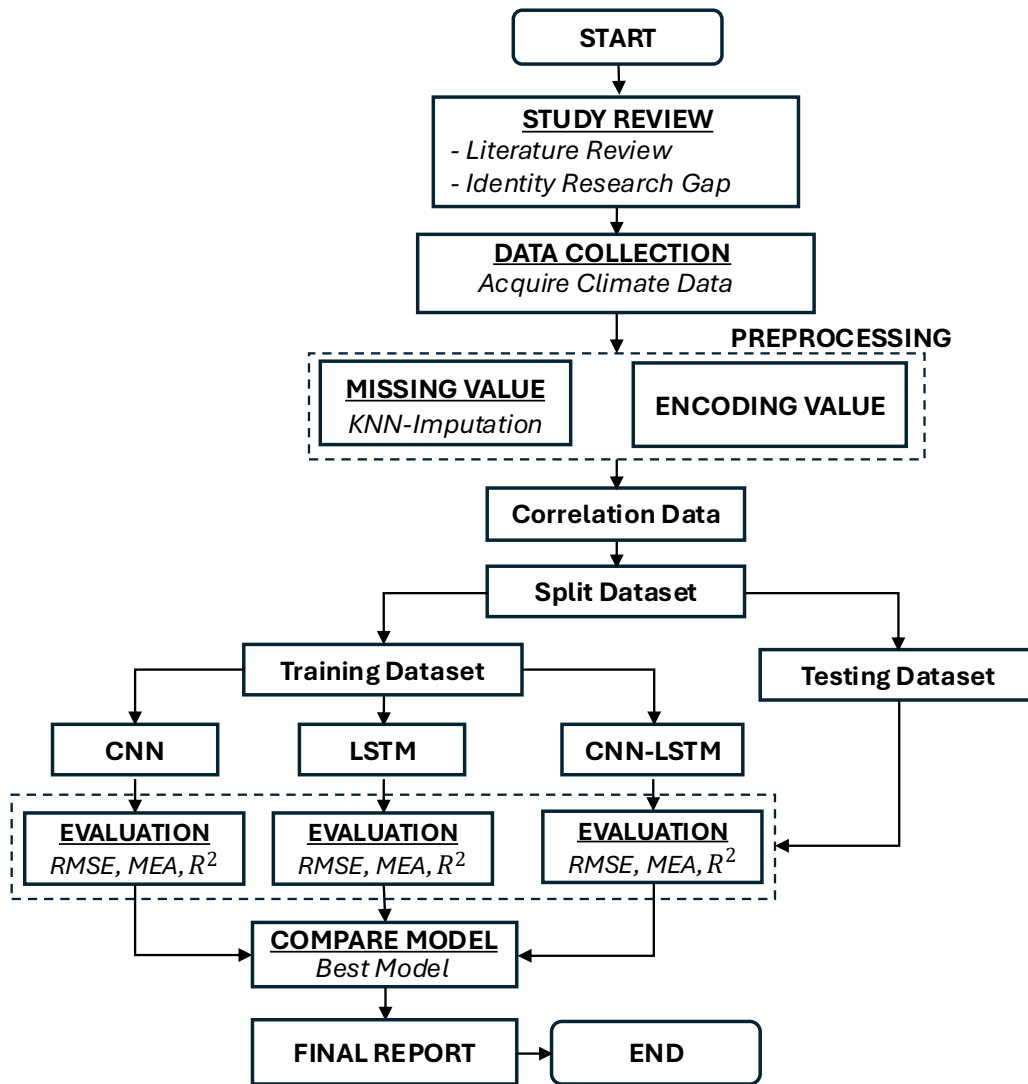 START
STUDY REVIEW
- Literature Review
- Identity Research Gap
DATA COLLECTION
Acquire Climate Data
PREPROCESSING
MISSING VALUE
KNN-Imputation
ENCODING VALUE
Correlation Data
Split Dataset
Training Dataset
Testing Dataset
CNN
LSTM
CNN-LSTM
EVALUATION
RMSE, MEA, R²
EVALUATION
RMSE, MEA, R²
EVALUATION
RMSE, MEA, R²
COMPARE MODEL
Best Model
FINAL REPORT
END